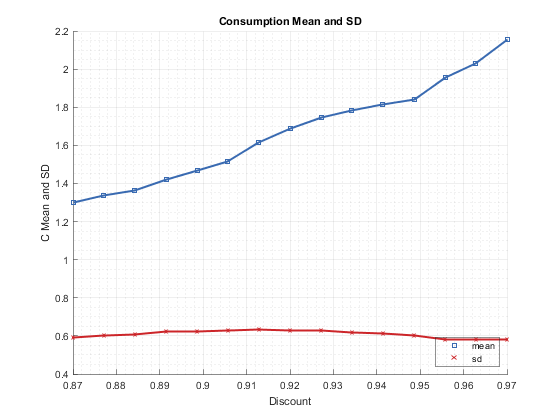 Consumption Mean and SD
C Mean and SD
2.2
2
1.8
1.6
1.4
1.2
1
0.8
0.6
0.4
mean
sd
0.87 0.88 0.89 0.9 0.91 0.92 0.93 0.94 0.95 0.96 0.97
Discount